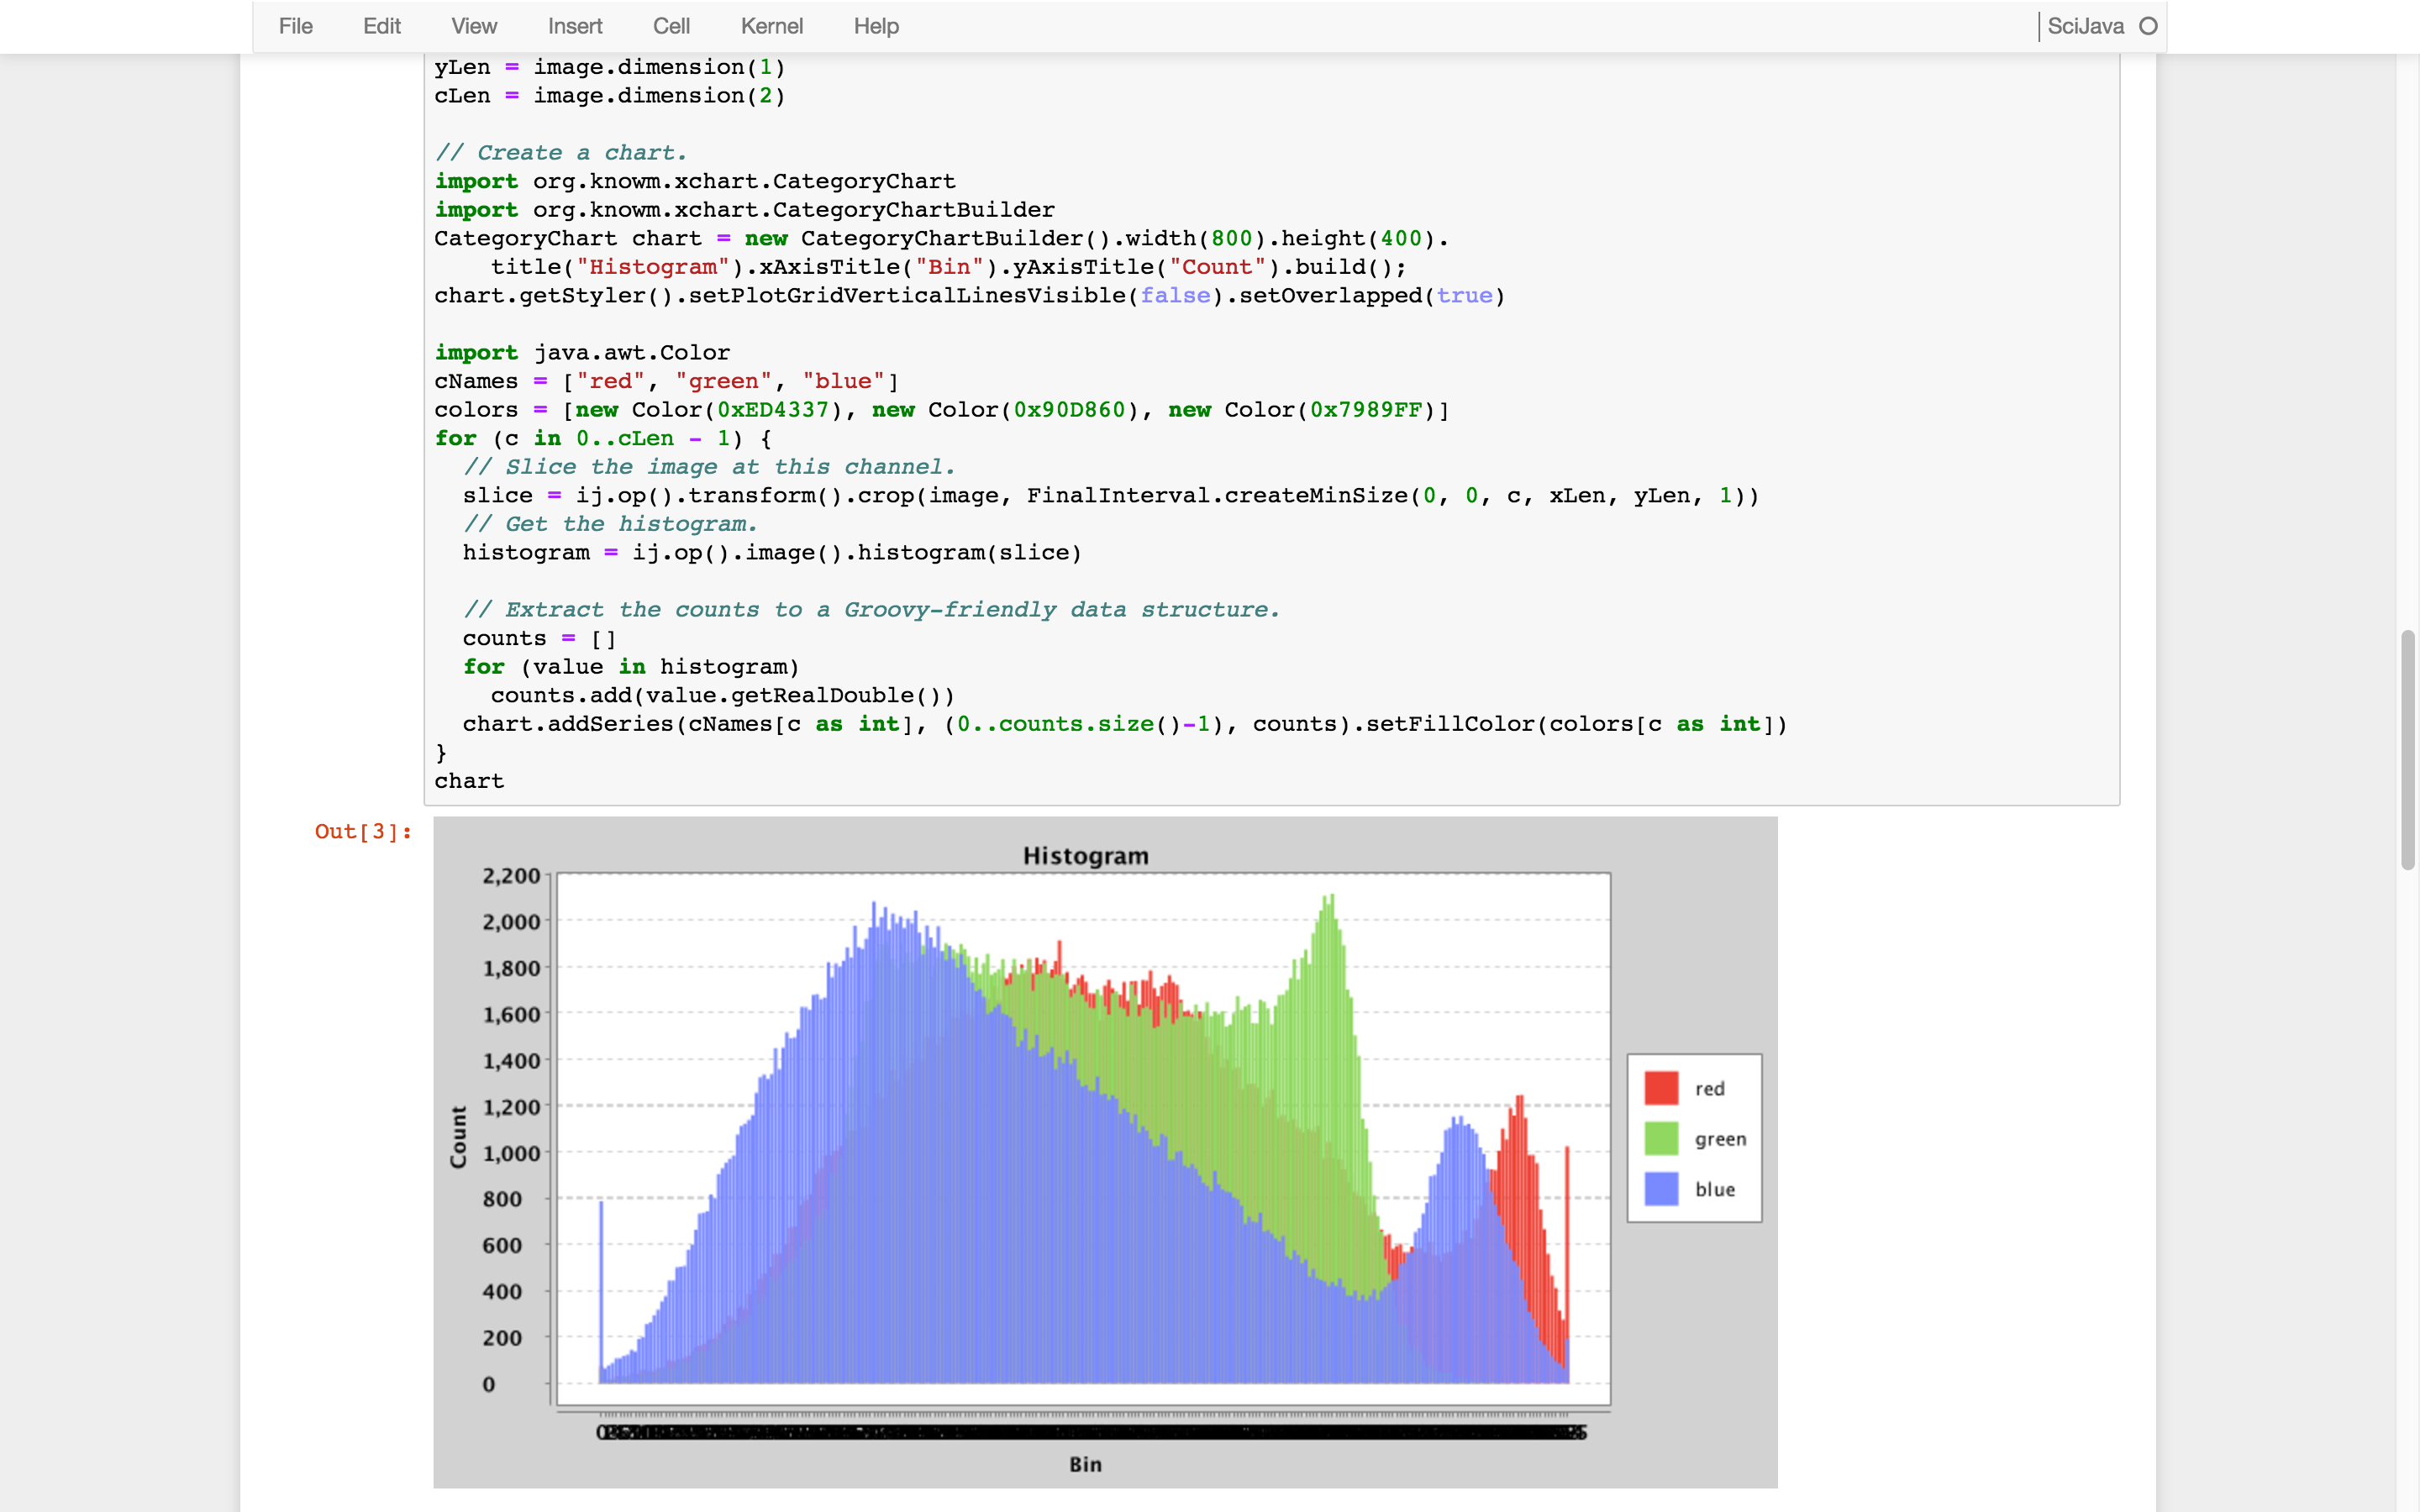 File Edit View Insert Cell Kernel Help SciJava
yLen = image.dimension(1)
cLen = image.dimension(2)
// Create a chart.
import org.knowm.xchart.CategoryChart
import org.knowm.xchart.CategoryChartBuilder
CategoryChart chart = new CategoryChartBuilder().width(800).height(400).
    title("Histogram").xAxisTitle("Bin").yAxisTitle("Count").build();
chart.getStyler().setPlotGridVerticalLinesVisible(false).setOverlapped(true)
import java.awt.Color
cNames = ["red", "green", "blue"]
colors = [new Color(0xED4337), new Color(0x90D860), new Color(0x7989FF)]
for (c in 0..cLen - 1) {
  // Slice the image at this channel.
  slice = ij.op().transform().crop(image, FinalInterval.createMinSize(0, 0, c, xLen, yLen, 1))
  // Get the histogram.
  histogram = ij.op().image().histogram(slice)
  // Extract the counts to a Groovy-friendly data structure.
  counts = []
  for (value in histogram)
    counts.add(value.getRealDouble())
  chart.addSeries(cNames[c as int], (0..counts.size()-1), counts).setFillColor(colors[c as int])
}
chart
Out[3]:
Histogram
2,200
2,000
1,800
1,600
1,400
1,200
1,000
800
600
400
200
0
Count
red
green
blue
Bin